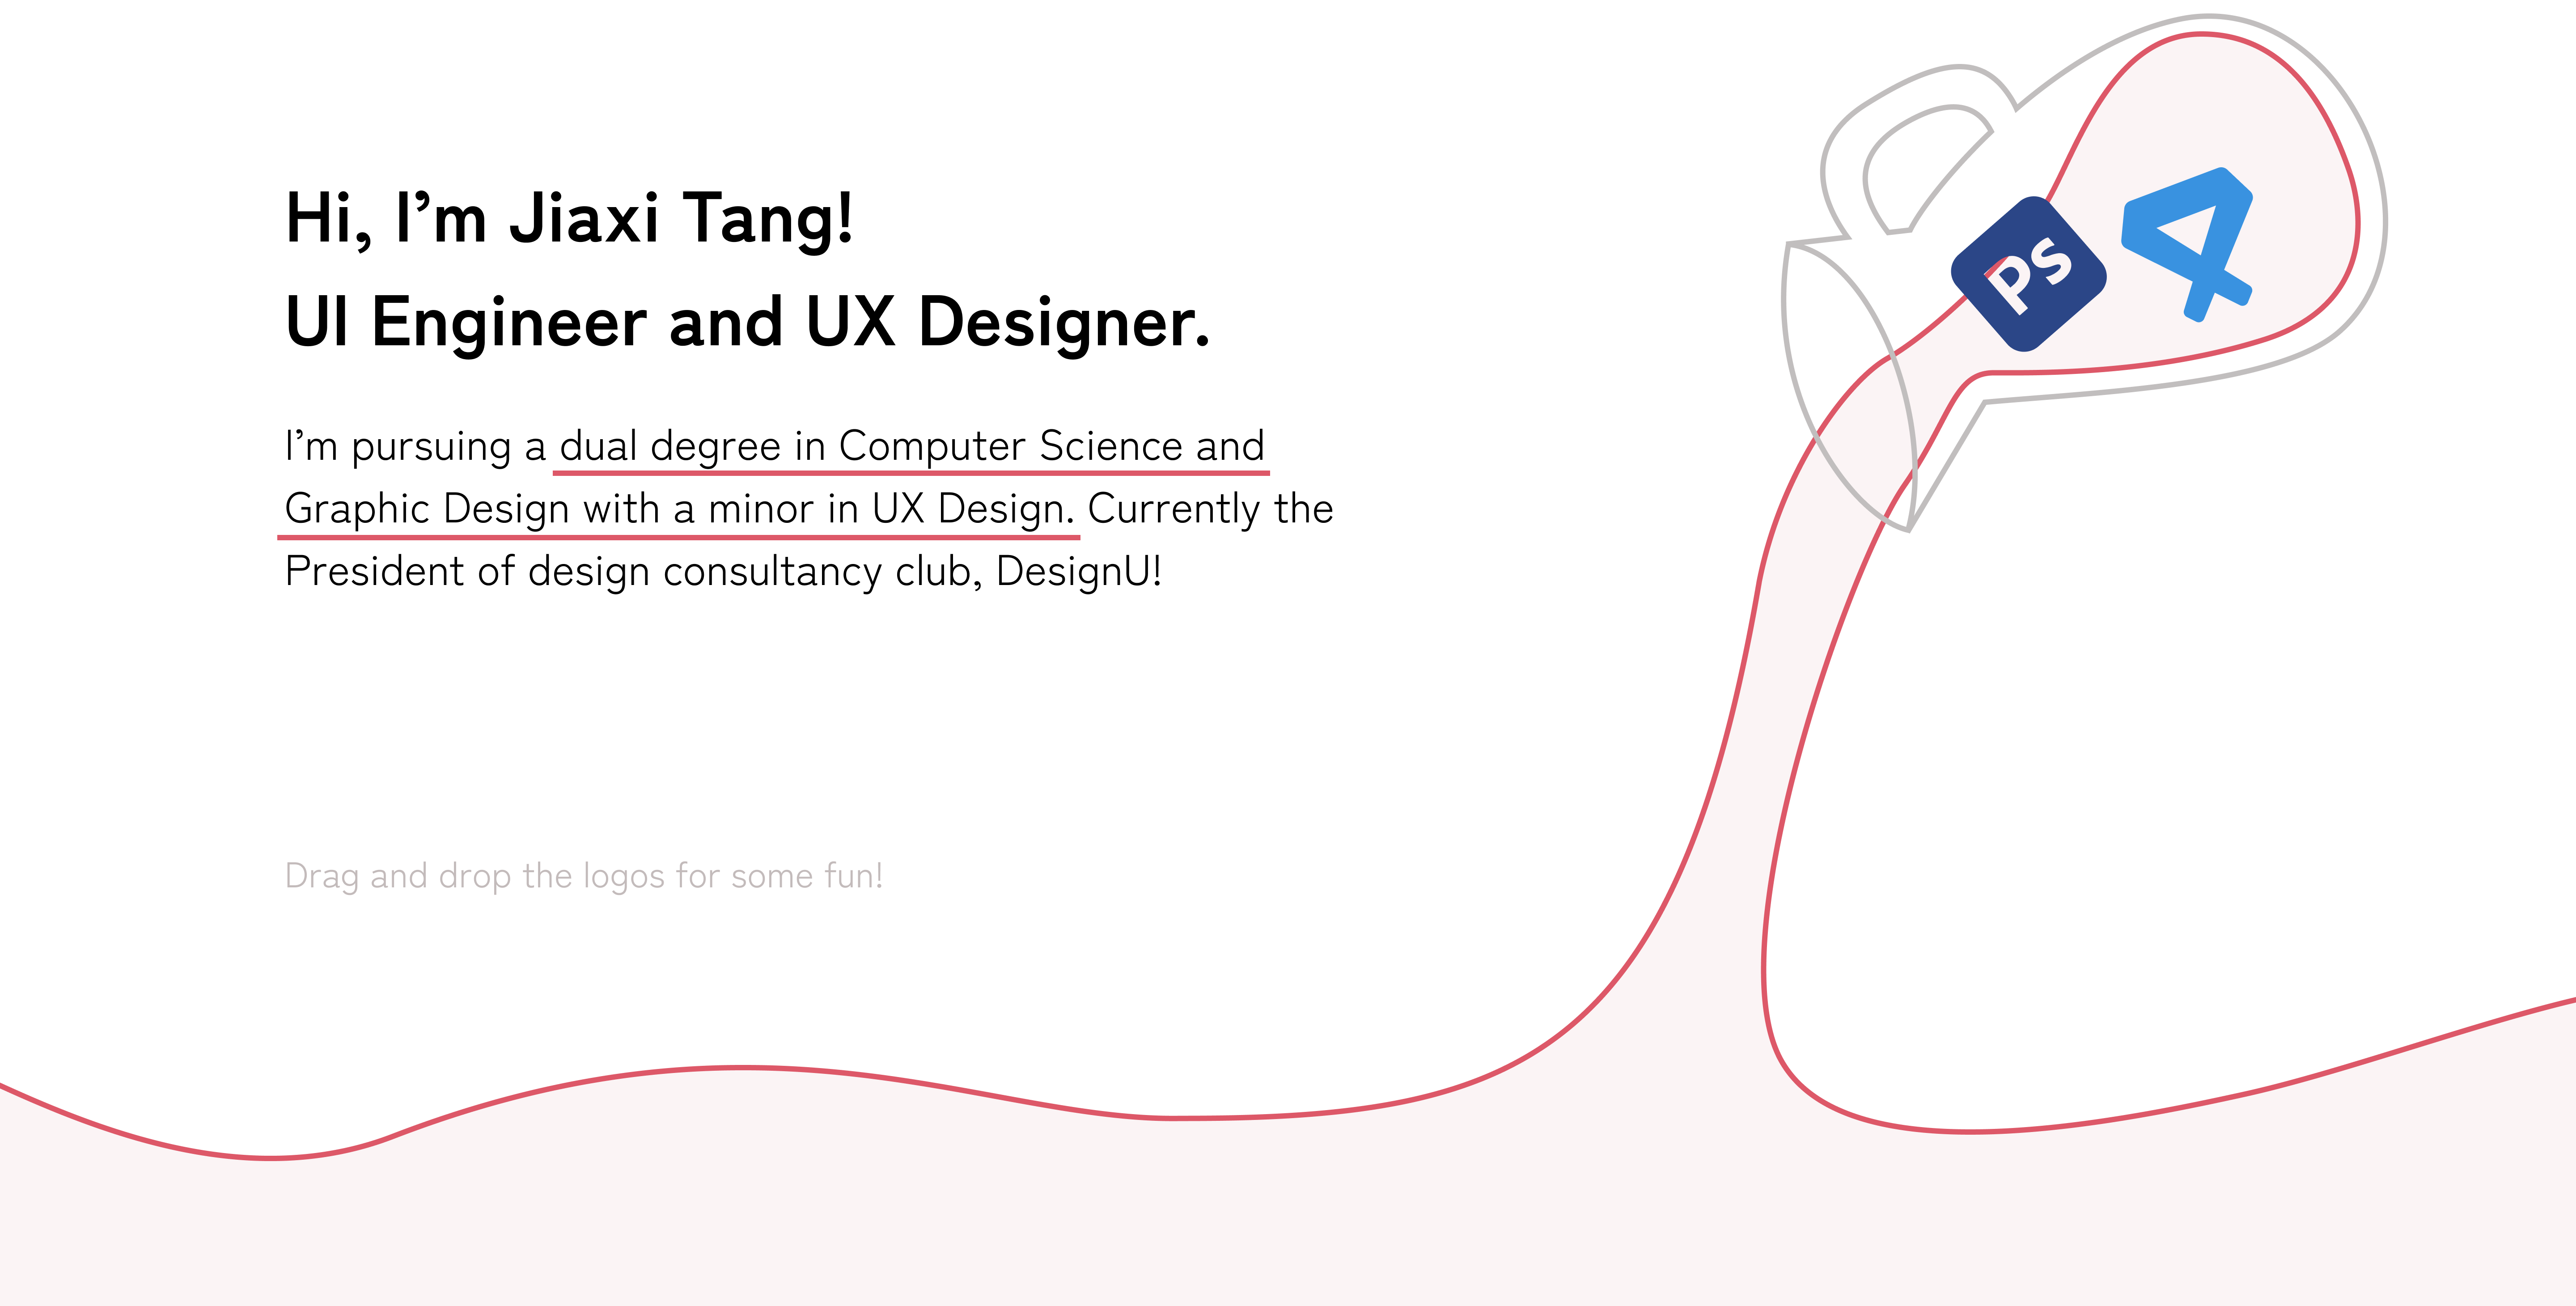 Hi, I’m Jiaxi Tang!
UI Engineer and UX Designer.
I’m pursuing a dual degree in Computer Science and
Graphic Design with a minor in UX Design. Currently the
President of design consultancy club, DesignU!
Drag and drop the logos for some fun!
Ps